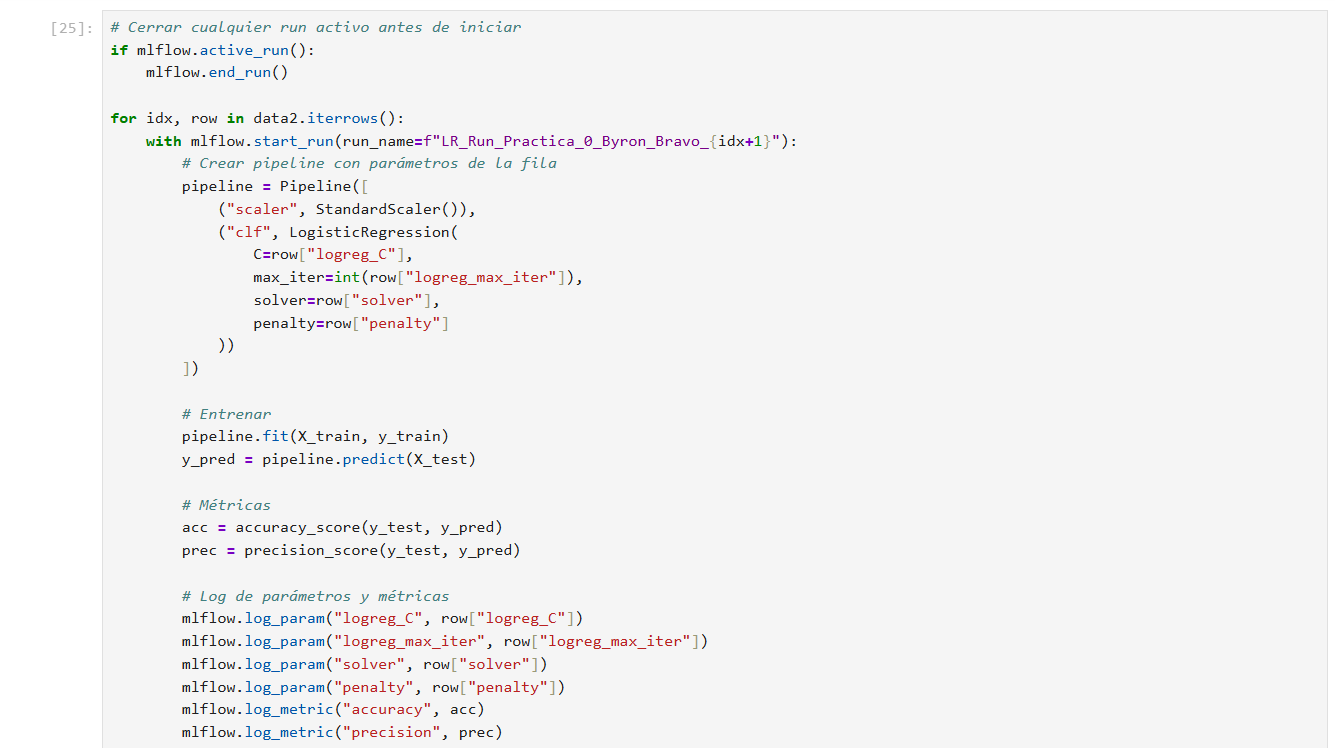 [25]: # Cerrar cualquier run activo antes de iniciar
if mlflow.active_run():
    mlflow.end_run()

for idx, row in data2.iterrows():
    with mlflow.start_run(run_name=f"LR_Run_Practica_0_Byron_Bravo_{idx+1}"):
        # Crear pipeline con parámetros de la fila
        pipeline = Pipeline([
            ("scaler", StandardScaler()),
            ("clf", LogisticRegression(
                C=row["logreg_C"],
                max_iter=int(row["logreg_max_iter"]),
                solver=row["solver"],
                penalty=row["penalty"]
            ))
        ])

        # Entrenar
        pipeline.fit(X_train, y_train)
        y_pred = pipeline.predict(X_test)

        # Métricas
        acc = accuracy_score(y_test, y_pred)
        prec = precision_score(y_test, y_pred)

        # Log de parámetros y métricas
        mlflow.log_param("logreg_C", row["logreg_C"])
        mlflow.log_param("logreg_max_iter", row["logreg_max_iter"])
        mlflow.log_param("solver", row["solver"])
        mlflow.log_param("penalty", row["penalty"])
        mlflow.log_metric("accuracy", acc)
        mlflow.log_metric("precision", prec)